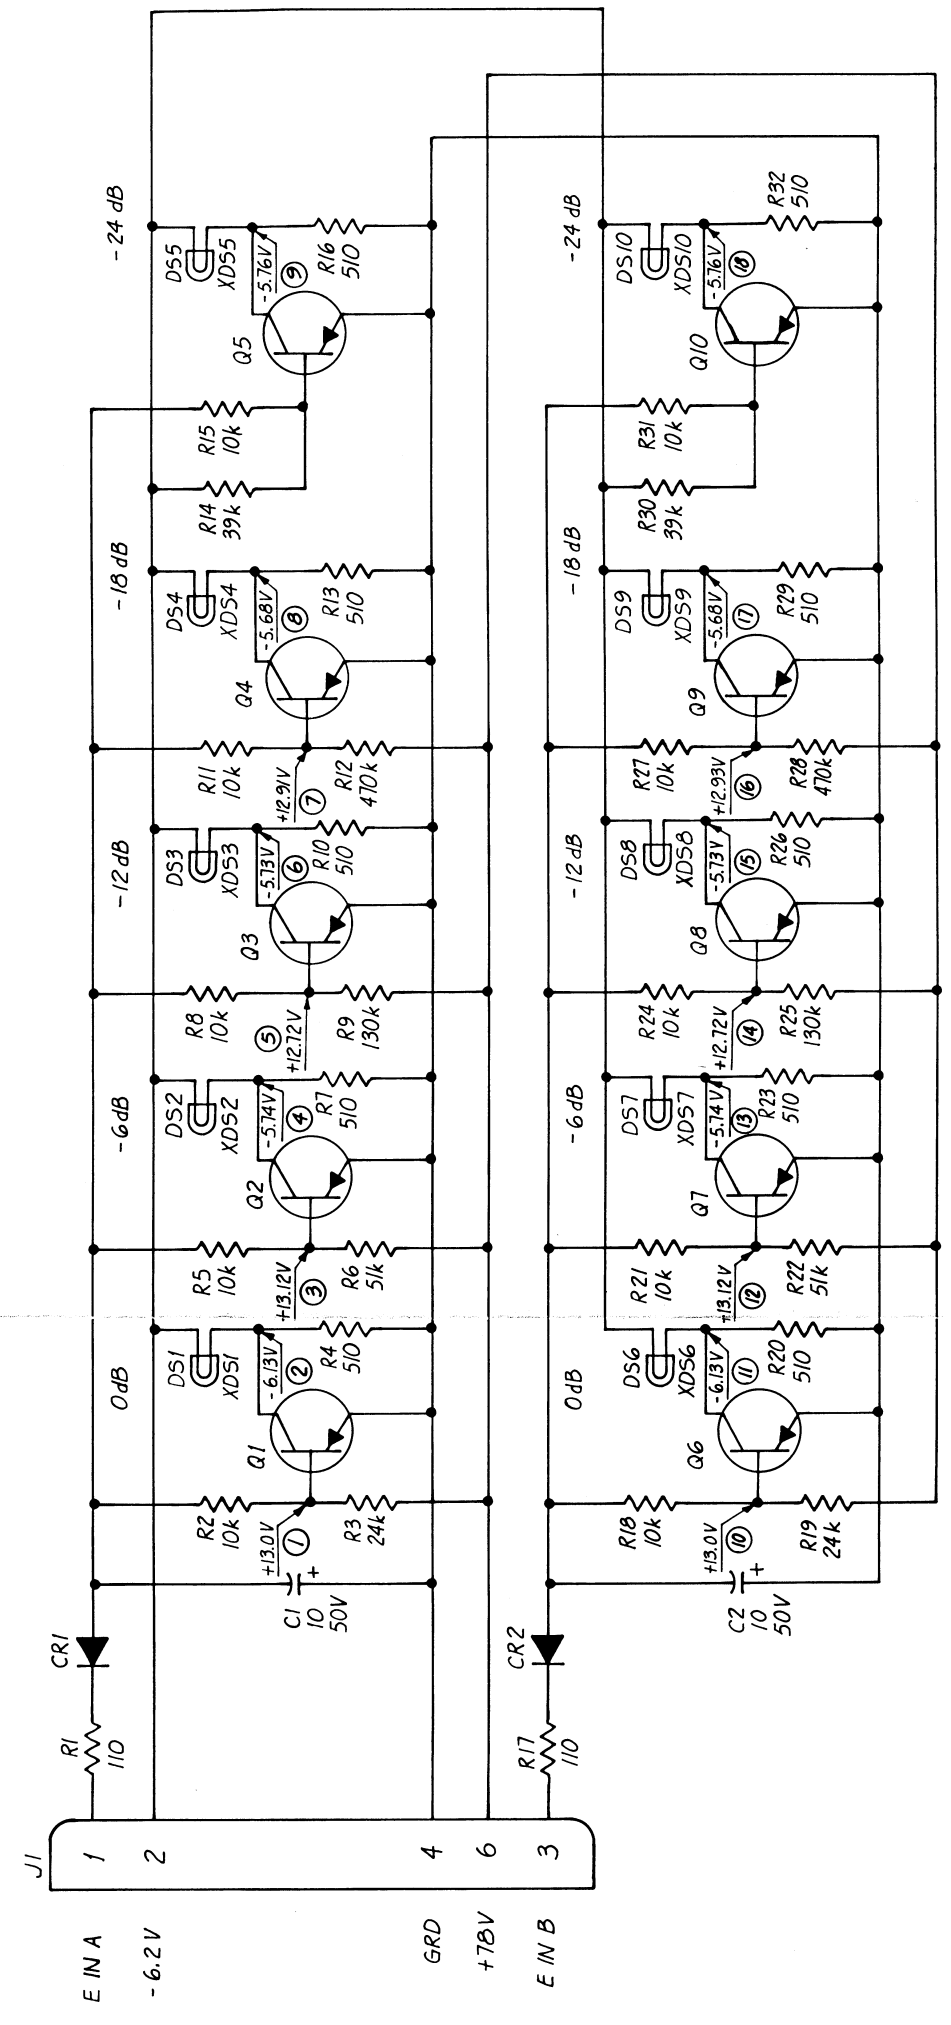 J1
E IN A
1
-6.2V
2
GRD
4
+78V
6
E IN B
3
R1
110
CR1
C1
10
50V
+
0dB
R2
10k
+13.0V
1
R3
24k
Q1
DS1
XDS1
-6.13V
2
R4
510
-6dB
R5
10k
+13.12V
3
R6
51k
Q2
DS2
XDS2
-5.74V
4
R7
510
-12dB
R8
10k
5
+12.72V
R9
130k
Q3
DS3
XDS3
-5.73V
6
R10
510
-18dB
R11
10k
+12.91V
7
R12
470k
Q4
DS4
XDS4
-5.68V
8
R13
510
-24 dB
R14
39k
R15
10k
Q5
DS5
XDS5
-5.76V
9
R16
510
R17
110
CR2
C2
10
50V
+
0dB
R18
10k
+13.0V
10
R19
24k
Q6
DS6
XDS6
-6.13V
11
R20
510
-6dB
R21
10k
+13.12V
12
R22
51k
Q7
DS7
XDS7
-5.74V
13
R23
510
-12dB
R24
10k
+12.72V
14
R25
130k
Q8
DS8
XDS8
-5.73V
15
R26
510
-18dB
R27
10k
+12.93V
16
R28
470k
Q9
DS9
XDS9
-5.68V
17
R29
510
-24dB
R30
39k
R31
10k
Q10
DS10
XDS10
-5.76V
18
R32
510